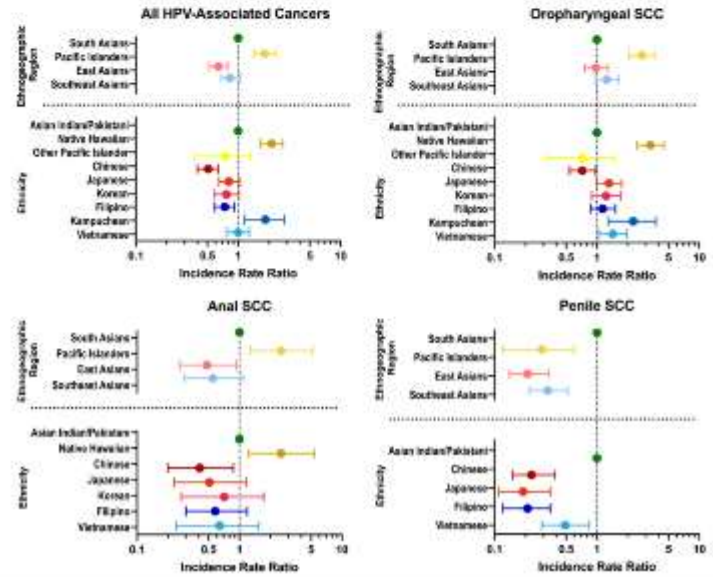 All HPV-Associated Cancers
Ethnogeographic
Region
South Asians
Pacific Islanders
East Asians
Southeast Asians
Ethnicity
Asian Indian/Pakistani
Native Hawaiian
Other Pacific Islander
Chinese
Japanese
Korean
Filipino
Kampuchean
Vietnamese
0.1 0.5 1 5 10
Incidence Rate Ratio
Oropharyngeal SCC
Ethnogeographic
Region
South Asians
Pacific Islanders
East Asians
Southeast Asians
Ethnicity
Asian Indian/Pakistani
Native Hawaiian
Other Pacific Islander
Chinese
Japanese
Korean
Filipino
Kampuchean
Vietnamese
0.1 0.5 1 5 10
Incidence Rate Ratio
Anal SCC
Ethnogeographic
Region
South Asians
Pacific Islanders
East Asians
Southeast Asians
Ethnicity
Asian Indian/Pakistani
Native Hawaiian
Chinese
Japanese
Korean
Filipino
Vietnamese
0.1 0.5 1 5 10
Incidence Rate Ratio
Penile SCC
Ethnogeographic
Region
South Asians
Pacific Islanders
East Asians
Southeast Asians
Ethnicity
Asian Indian/Pakistani
Chinese
Japanese
Filipino
Vietnamese
0.1 0.5 1 5 10
Incidence Rate Ratio